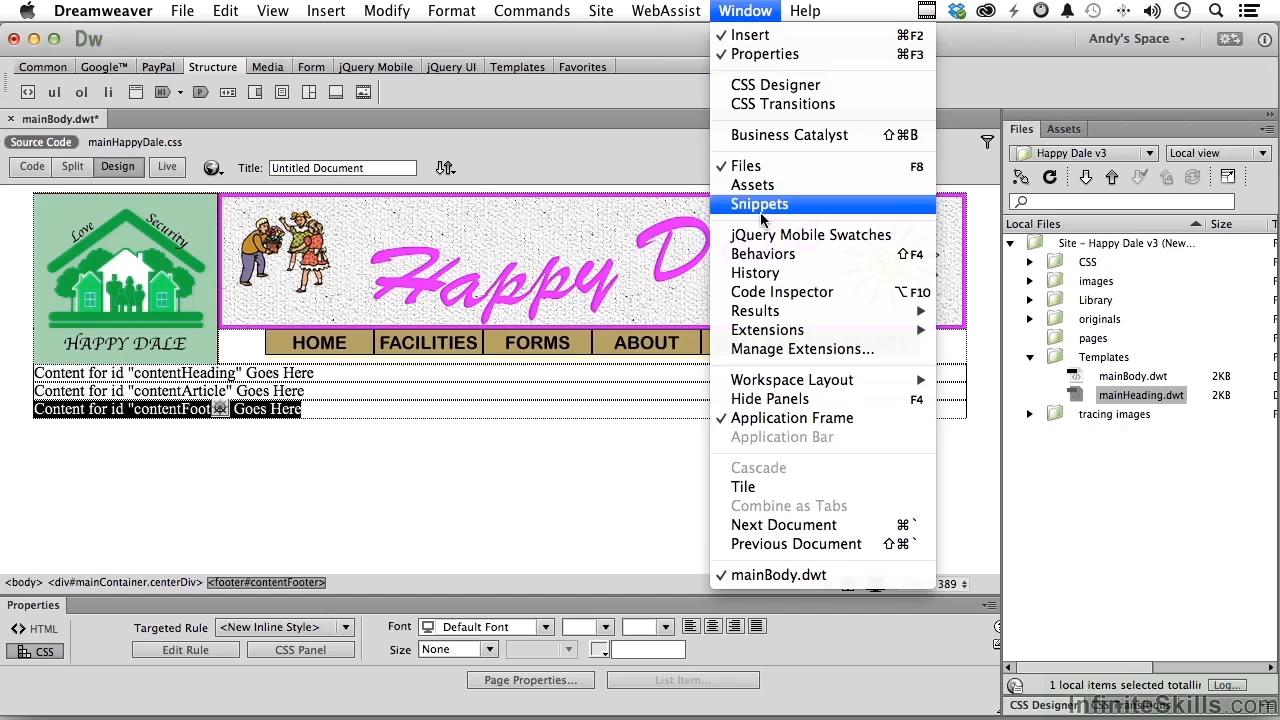 Dreamweaver File Edit View Insert Modify Format Commands Site WebAssist Window Help
Dw
Andy's Space
Common Google™ PayPal Structure Media Form jQuery Mobile jQuery UI Templates Favorites
ul ol li H1 P
× mainBody.dwt*
Source Code mainHappyDale.css
Code Split Design Live Title: Untitled Document
Love Security
HAPPY DALE
Happy D
HOME FACILITIES FORMS ABOUT
Content for id "contentHeading" Goes Here
Content for id "contentArticle" Goes Here
Content for id "contentFoot Goes Here
✓ Insert ⌘F2
✓ Properties ⌘F3
CSS Designer
CSS Transitions
Business Catalyst ⇧⌘B
✓ Files F8
Assets
Snippets
jQuery Mobile Swatches
Behaviors ⇧F4
History
Code Inspector ⌥F10
Results
Extensions
Manage Extensions...
Workspace Layout
Hide Panels F4
✓ Application Frame
Application Bar
Cascade
Tile
Combine as Tabs
Next Document ⌘`
Previous Document ⇧⌘`
✓ mainBody.dwt
Files Assets
Happy Dale v3 Local view
Local Files Size
Site - Happy Dale v3 (New...
CSS
images
Library
originals
pages
Templates
mainBody.dwt 2KB
mainHeading.dwt 2KB
tracing images
1 local items selected totallir Log...
CSS Designer CSS Transitions
<body> <div#mainContainer.centerDiv> <footer#contentFooter>
389
Properties
<> HTML
CSS
Targeted Rule <New Inline Style> Font Default Font
Edit Rule CSS Panel Size None
Page Properties... List Item...
InfiniteSkills.com